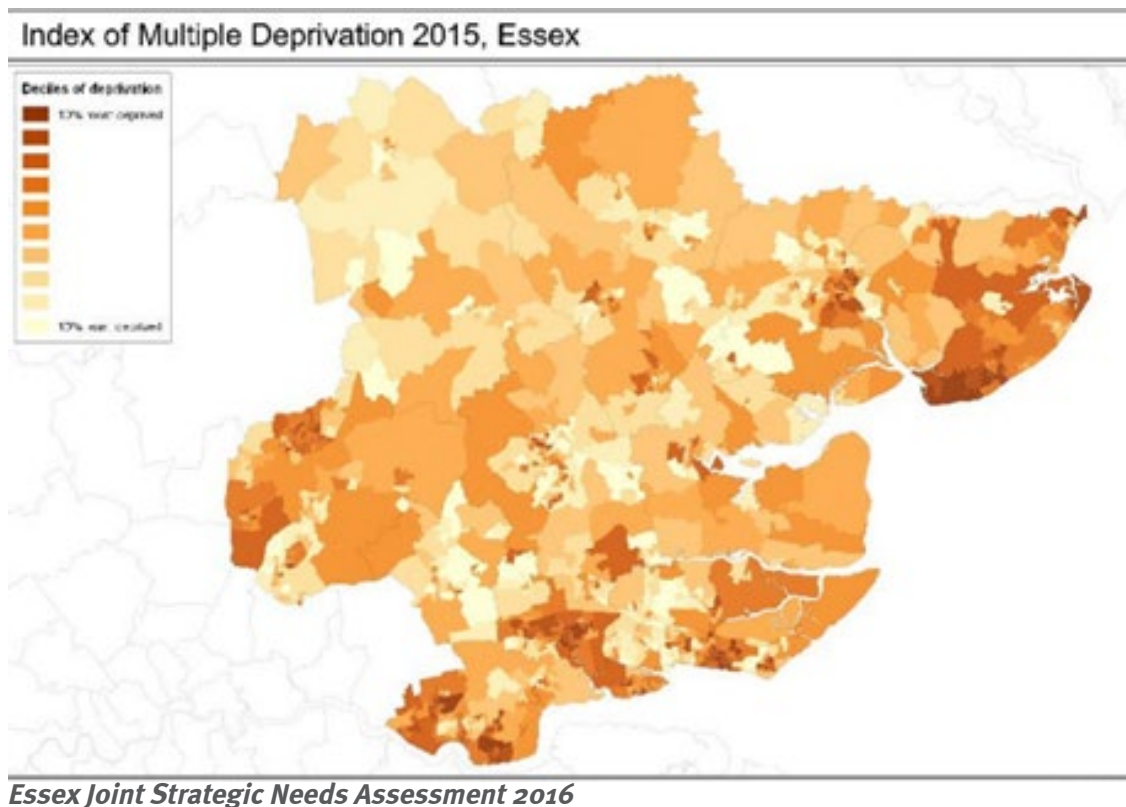 Index of Multiple Deprivation 2015, Essex
Deciles of deprivation
10% most deprived
10% deprived
Essex Joint Strategic Needs Assessment 2016